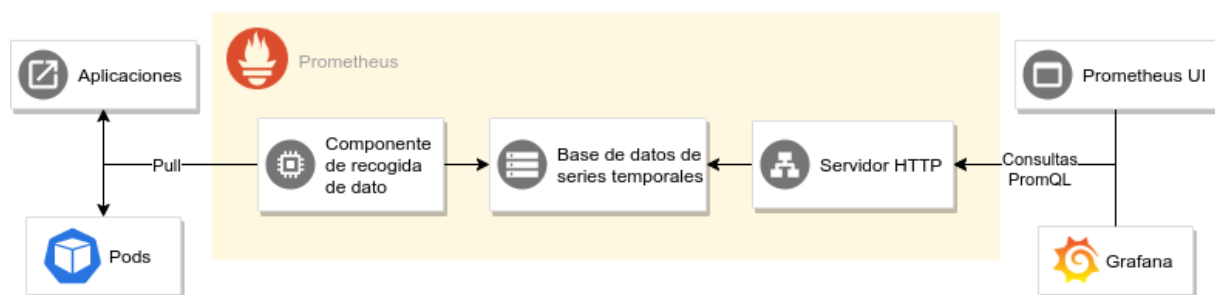 Prometheus
Aplicaciones
Prometheus UI
Pull
Componente
de recogida
de dato
Base de datos de
series temporales
Servidor HTTP
Consultas
PromQL
Pods
Grafana